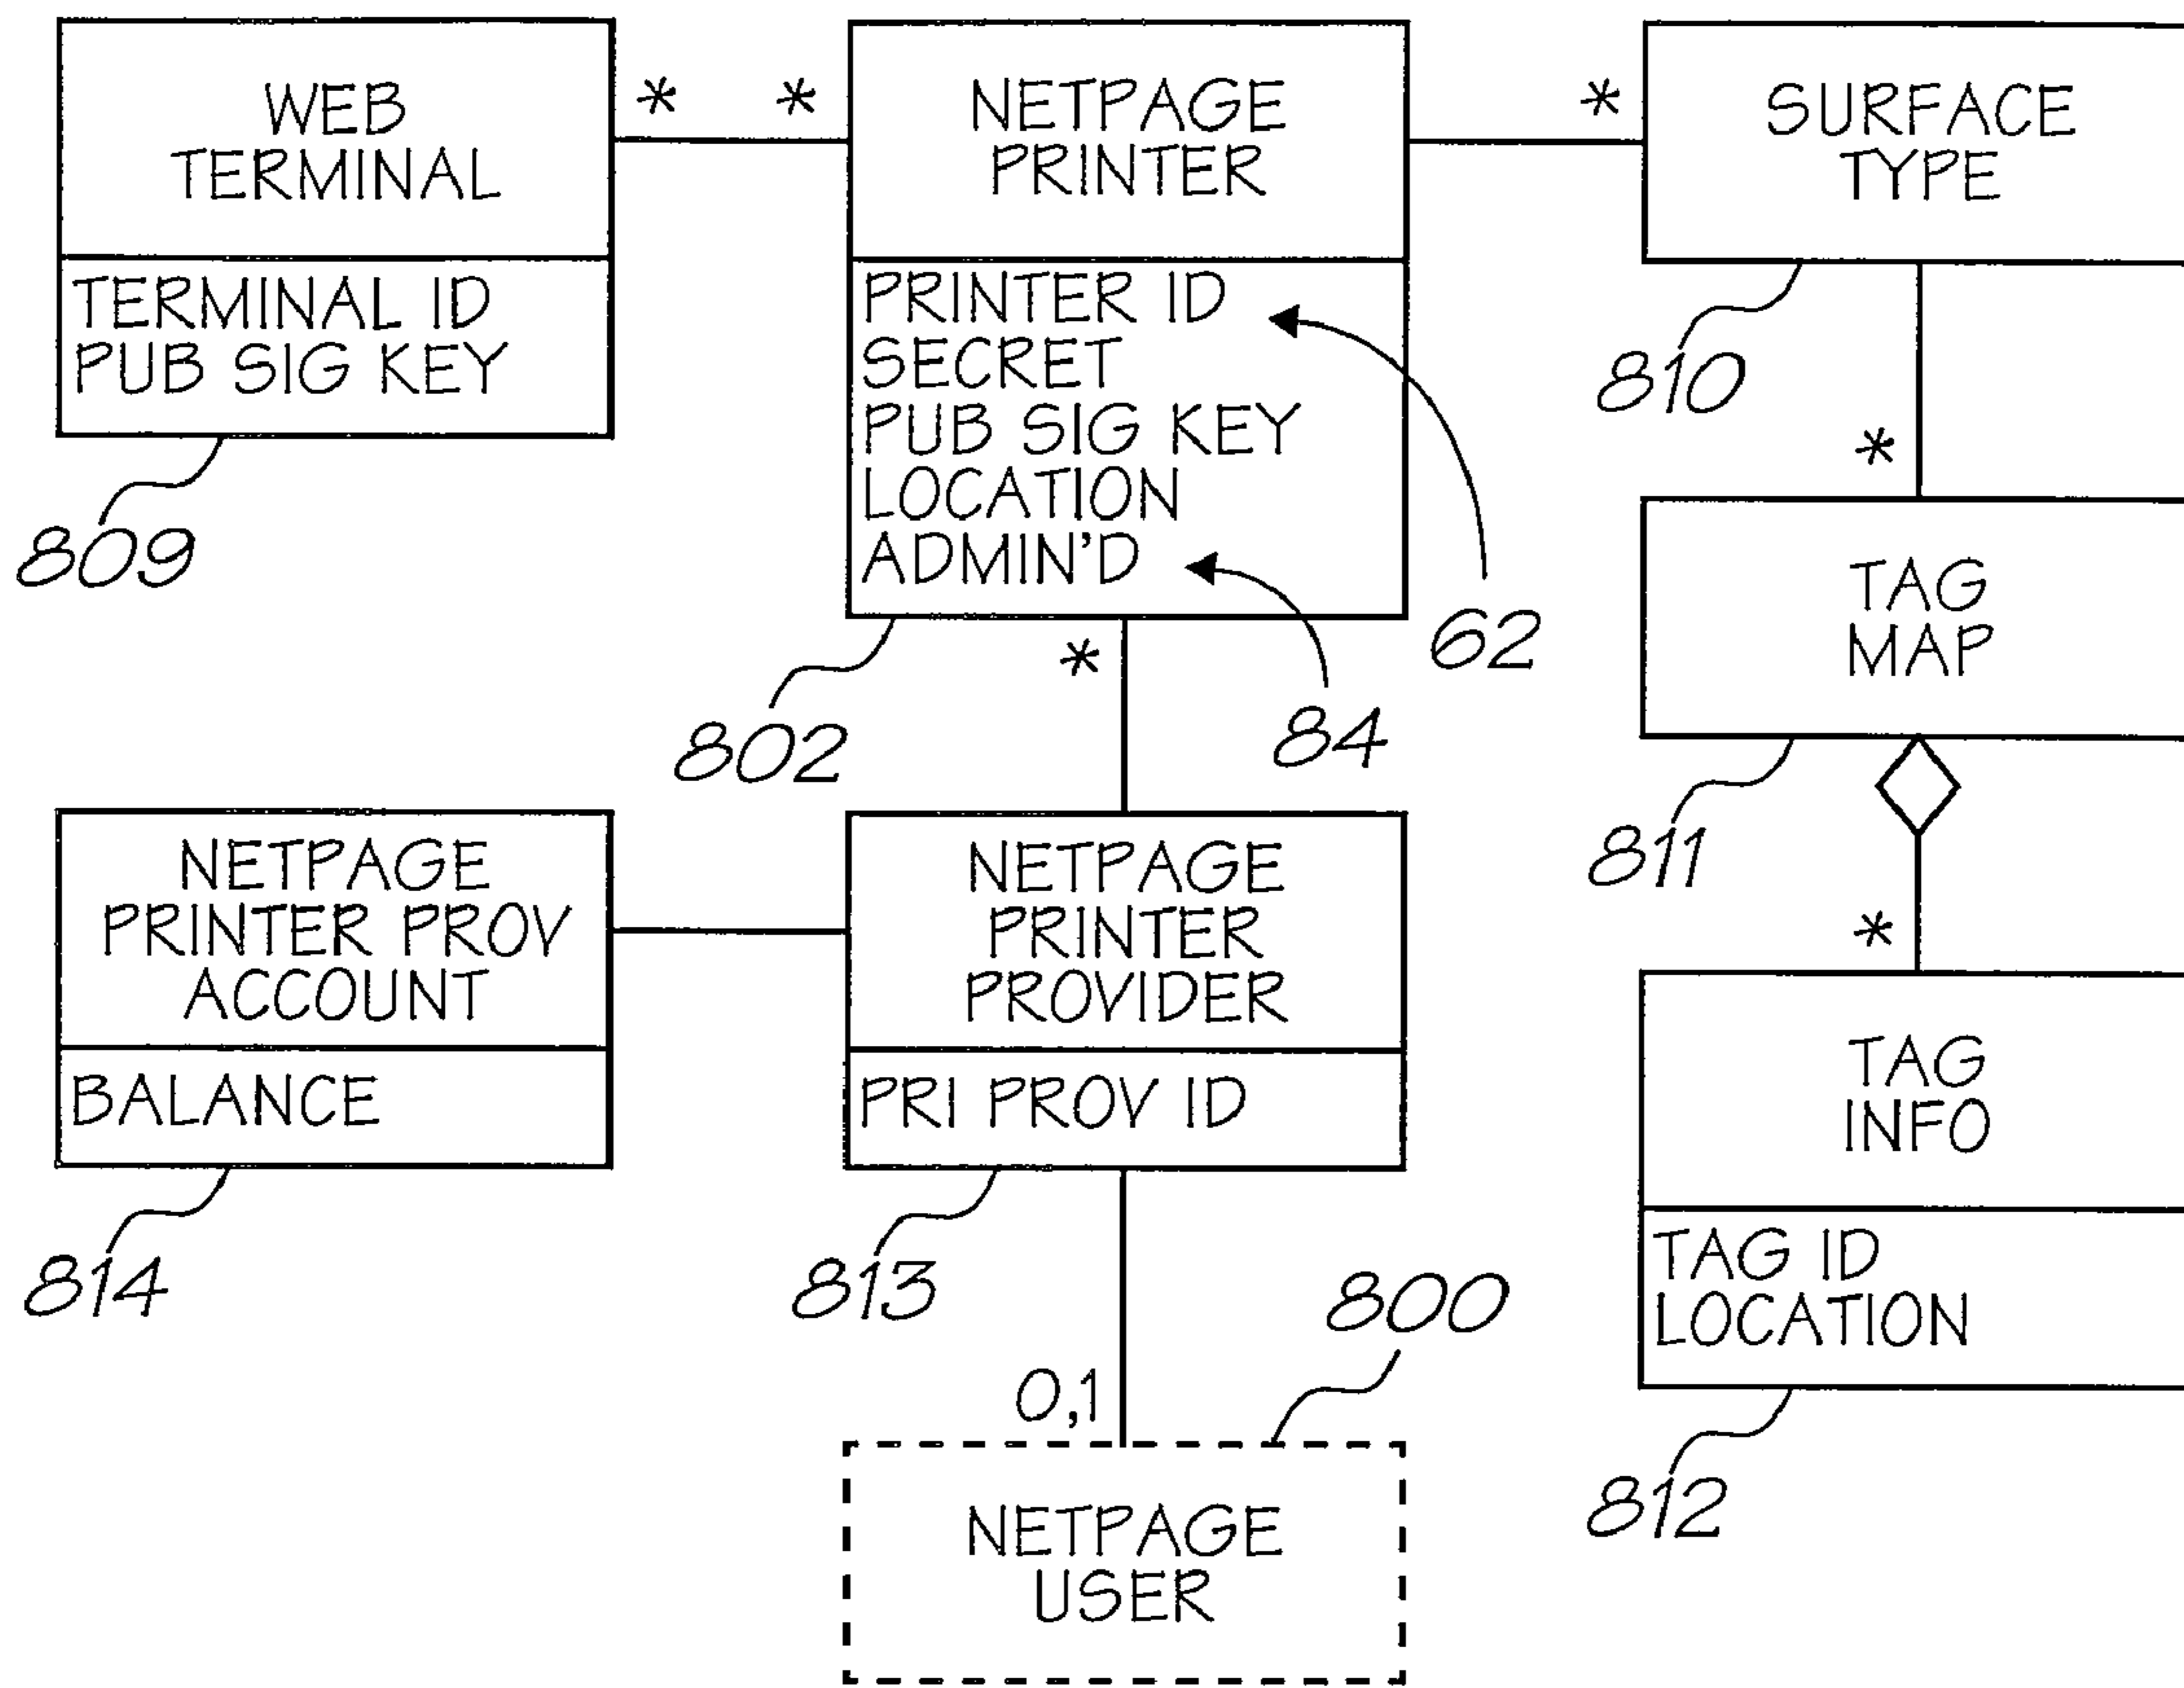 WEB
TERMINAL
TERMINAL ID
PUB SIG KEY
809
*
*
NETPAGE
PRINTER
PRINTER ID
SECRET
PUB SIG KEY
LOCATION
ADMIN'D
802
62
84
*
*
SURFACE
TYPE
810
*
TAG
MAP
811
*
TAG
INFO
TAG ID
LOCATION
812
NETPAGE
PRINTER PROV
ACCOUNT
BALANCE
814
NETPAGE
PRINTER
PROVIDER
PRI PROV ID
813
0,1
800
NETPAGE
USER